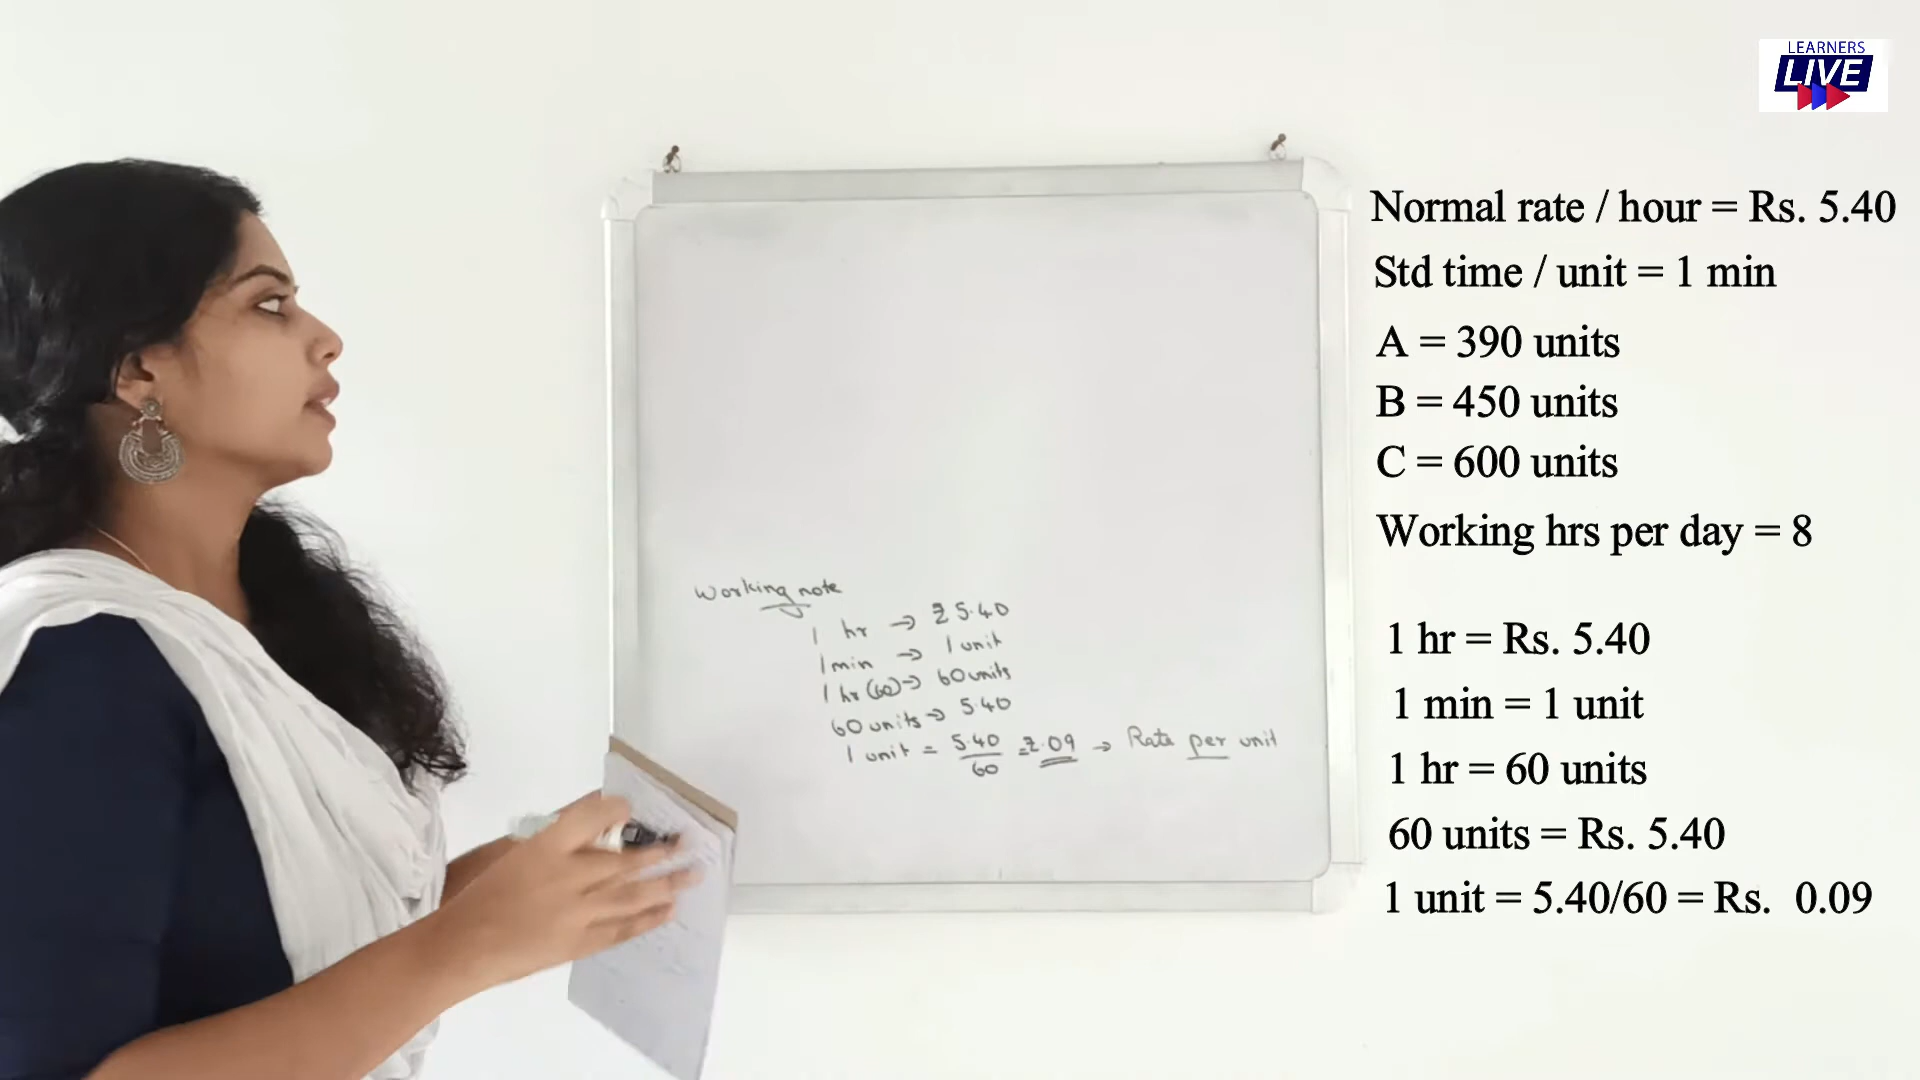 LEARNERS
LIVE
Normal rate / hour = Rs. 5.40
Std time / unit = 1 min
A = 390 units
B = 450 units
C = 600 units
Working hrs per day = 8
1 hr = Rs. 5.40
1 min = 1 unit
1 hr = 60 units
60 units = Rs. 5.40
1 unit = 5.40/60 = Rs. 0.09
Working note
1 hr → ₹ 5.40
1 min → 1 unit
1 hr (60) → 60 units
60 units → 5.40
1 unit = 5.40/60 = ₹.09 → Rate per unit